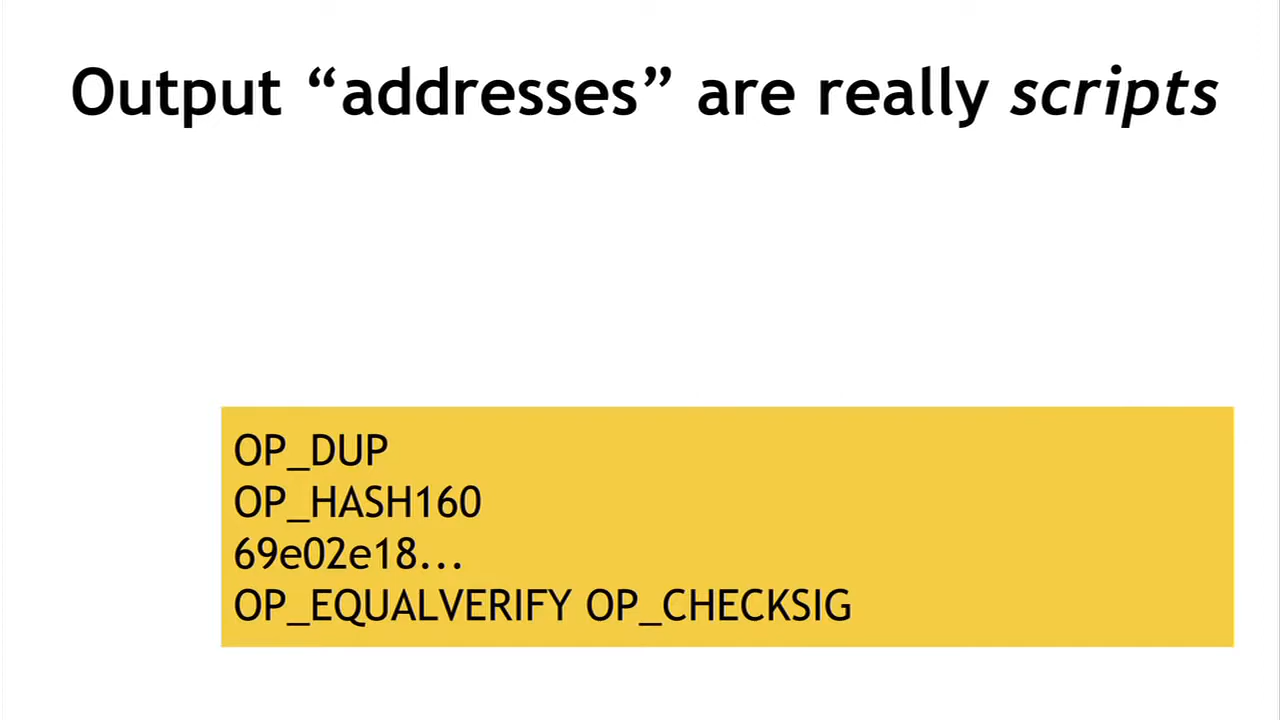 Output “addresses” are really scripts
OP_DUP
OP_HASH160
69e02e18...
OP_EQUALVERIFY OP_CHECKSIG